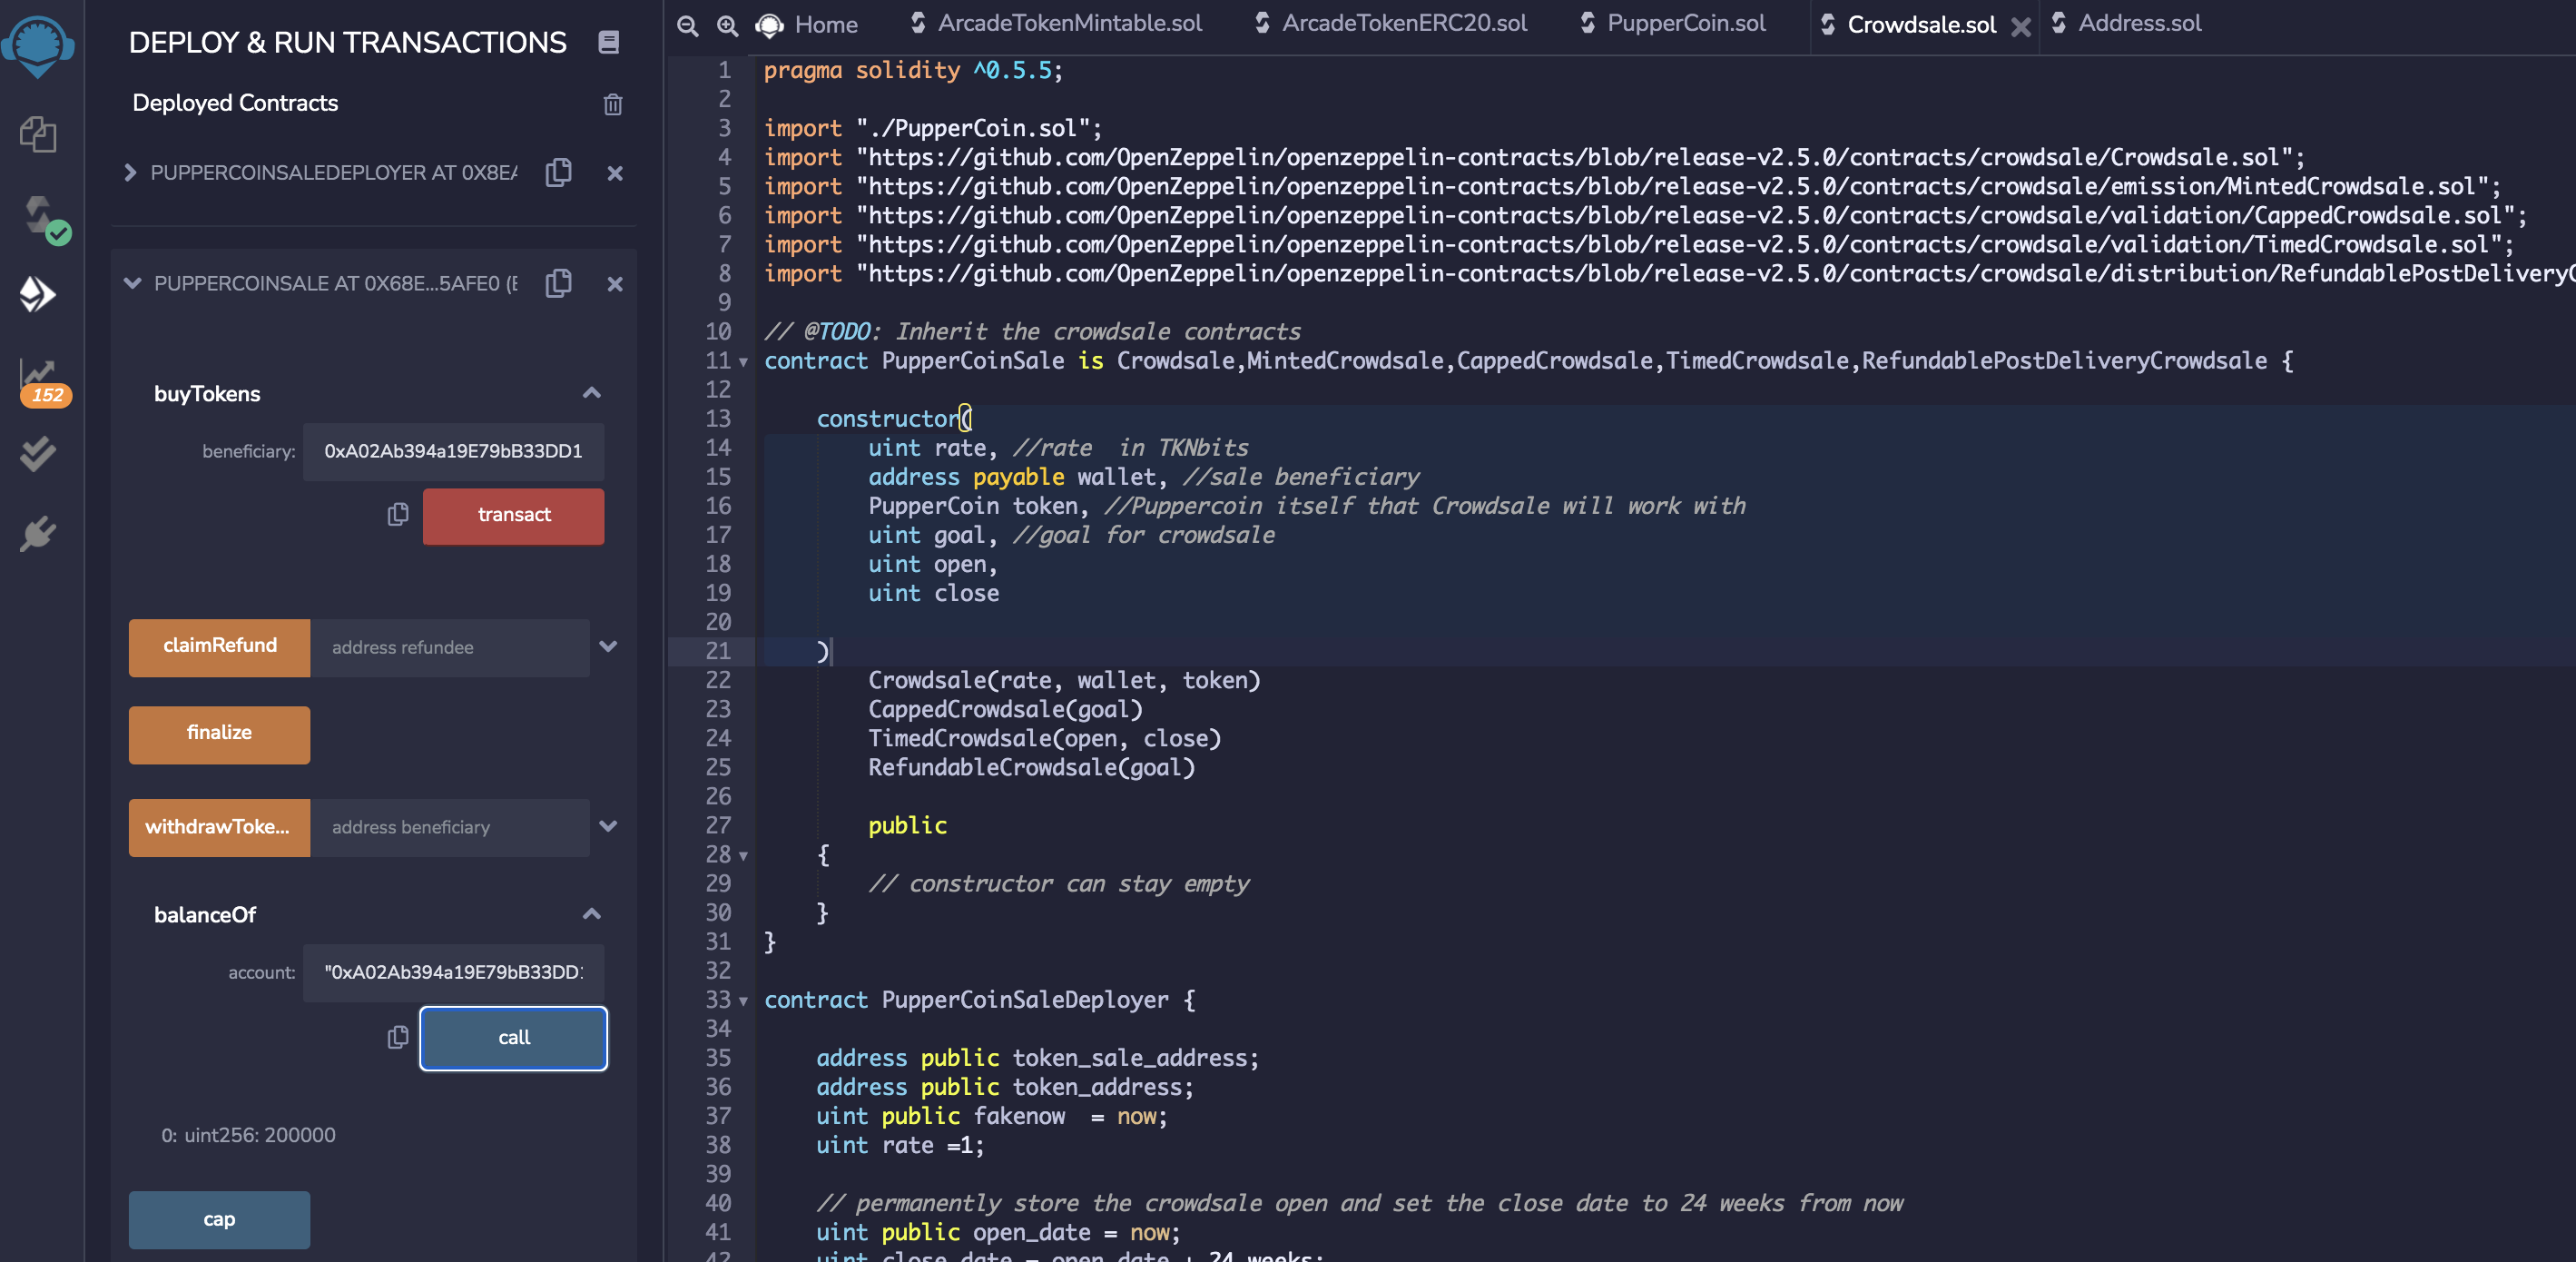 DEPLOY & RUN TRANSACTIONS
Deployed Contracts
PUPPERCOINSALEDEPLOYER AT 0X8EA
PUPPERCOINSALE AT 0X68E...5AFE0 (
buyTokens
beneficiary: 0xA02Ab394a19E79bB33DD1
transact
claimRefund address refundee
finalize
withdrawToke... address beneficiary
balanceOf
account: "0xA02Ab394a19E79bB33DD
call
0: uint256: 200000
cap
152
Home
ArcadeTokenMintable.sol
ArcadeTokenERC20.sol
PupperCoin.sol
Crowdsale.sol
Address.sol
1 pragma solidity ^0.5.5;
2
3 import "./PupperCoin.sol";
4 import "https://github.com/OpenZeppelin/openzeppelin-contracts/blob/release-v2.5.0/contracts/crowdsale/Crowdsale.sol";
5 import "https://github.com/OpenZeppelin/openzeppelin-contracts/blob/release-v2.5.0/contracts/crowdsale/emission/MintedCrowdsale.sol";
6 import "https://github.com/OpenZeppelin/openzeppelin-contracts/blob/release-v2.5.0/contracts/crowdsale/validation/CappedCrowdsale.sol";
7 import "https://github.com/OpenZeppelin/openzeppelin-contracts/blob/release-v2.5.0/contracts/crowdsale/validation/TimedCrowdsale.sol";
8 import "https://github.com/OpenZeppelin/openzeppelin-contracts/blob/release-v2.5.0/contracts/crowdsale/distribution/RefundablePostDelivery
9
10 // @TODO: Inherit the crowdsale contracts
11 contract PupperCoinSale is Crowdsale,MintedCrowdsale,CappedCrowdsale,TimedCrowdsale,RefundablePostDeliveryCrowdsale {
12
13 constructor(
14 uint rate, //rate  in TKNbits
15 address payable wallet, //sale beneficiary
16 PupperCoin token, //Puppercoin itself that Crowdsale will work with
17 uint goal, //goal for crowdsale
18 uint open,
19 uint close
20
21 )
22 Crowdsale(rate, wallet, token)
23 CappedCrowdsale(goal)
24 TimedCrowdsale(open, close)
25 RefundableCrowdsale(goal)
26
27 public
28 {
29 // constructor can stay empty
30 }
31 }
32
33 contract PupperCoinSaleDeployer {
34
35 address public token_sale_address;
36 address public token_address;
37 uint public fakenow  = now;
38 uint rate =1;
39
40 // permanently store the crowdsale open and set the close date to 24 weeks from now
41 uint public open_date = now;
42 uint close_date = open_date + 24 weeks;